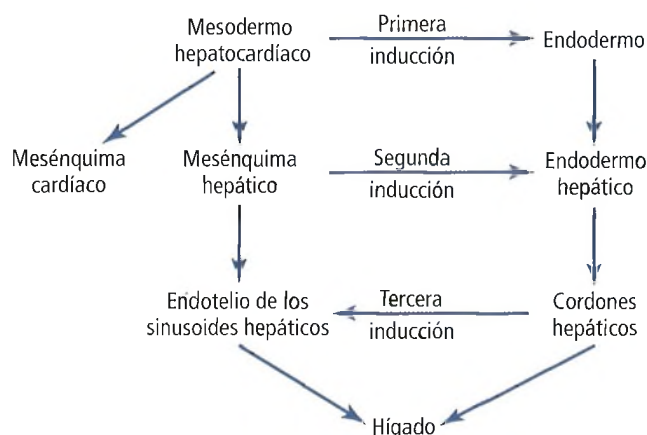 Mesodermo
hepatocardíaco
Primera
inducción
Endodermo
Mesénquima
cardíaco
Mesénquima
hepático
Segunda
inducción
Endodermo
hepático
Endotelio de los
sinusoides hepáticos
Tercera
inducción
Cordones
hepáticos
Hígado